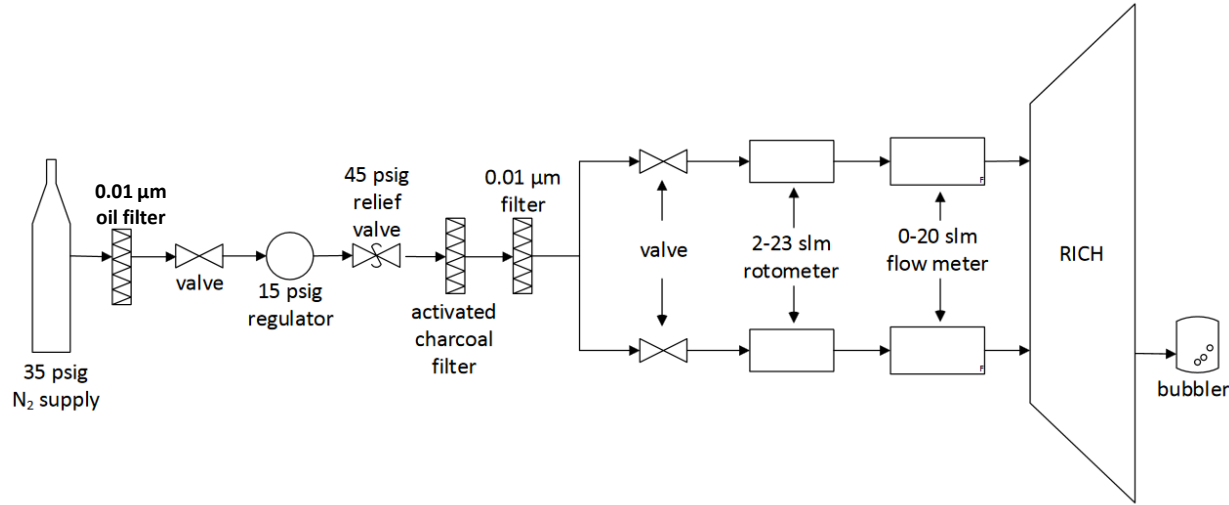 35 psig
N₂ supply
0.01 µm
oil filter
valve
15 psig
regulator
45 psig
relief
valve
activated
charcoal
filter
0.01 µm
filter
valve
2-23 slm
rotometer
0-20 slm
flow meter
F
F
RICH
bubbler